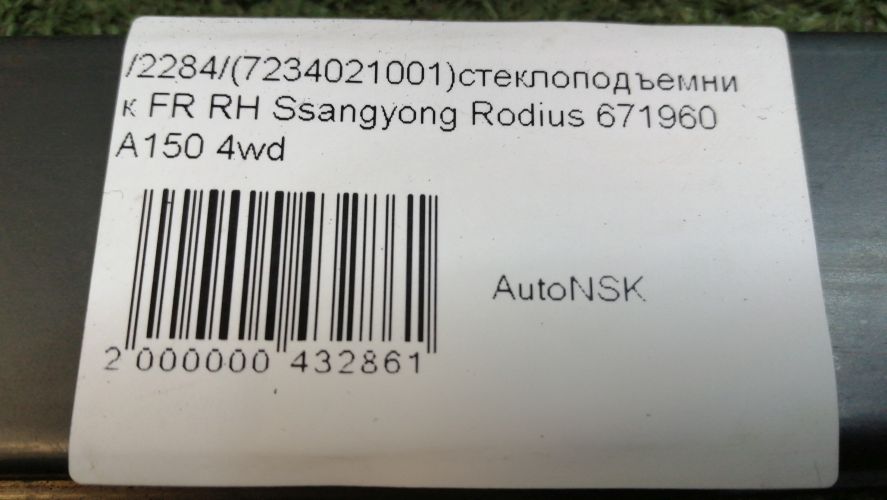 /2284/(7234021001)стеклоподъемни
к FR RH Ssangyong Rodius 671960
A150 4wd
AutoNSK
2 000000 432861